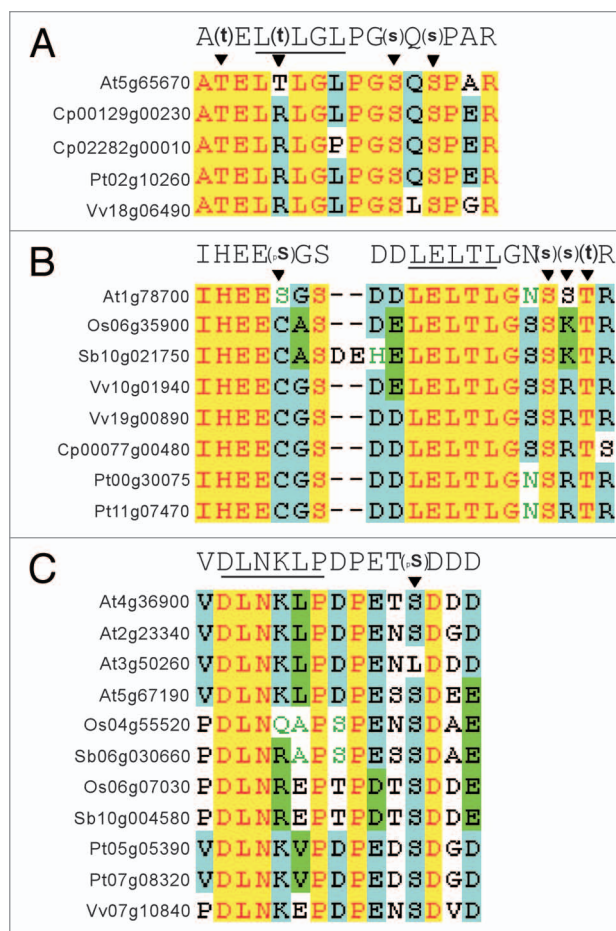 A
A(t)EL(t)LGLPG(s)Q(s)PAR
At5g65670 ATELTLGLPGSQSPAR
Cp00129g00230 ATELRLGLPGSQSPER
Cp02282g00010 ATELRLGPPGSQSPER
Pt02g10260 ATELRLGLPGSQSPER
Vv18g06490 ATELRLGLPGSLSPGR
B
IHEE(pS)GS DDLELTLGN(s)(s)(t)R
At1g78700 IHEESGS--DDLELTLGNSSTR
Os06g35900 IHEECAS--DELELTLGSSKTR
Sb10g021750 IHEECASDEHELELTLGSSKTR
Vv10g01940 IHEECGS--DELELTLGSSRTR
Vv19g00890 IHEECGS--DDLELTLGSSRTR
Cp00077g00480 IHEECGS--DDLELTLGSSRTS
Pt00g30075 IHEECGS--DDLELTLGNSRTR
Pt11g07470 IHEECGS--DDLELTLGNSRTR
C
VDLNKLPDPET(pS)DDD
At4g36900 VDLNKLPDPETSDDD
At2g23340 VDLNKLPDPENSDGD
At3g50260 VDLNKLPDPENLDDD
At5g67190 VDLNKLPDPESSDEE
Os04g55520 PDLNQAPSPENSDAE
Sb06g030660 PDLNRAPSPESSDAE
Os06g07030 PDLNREPTPDTSDDE
Sb10g004580 PDLNREPTPDTSDDE
Pt05g05390 VDLNKVPDPEDSDGD
Pt07g08320 VDLNKVPDPEDSDGD
Vv07g10840 PDLNKEPDPENSDVD